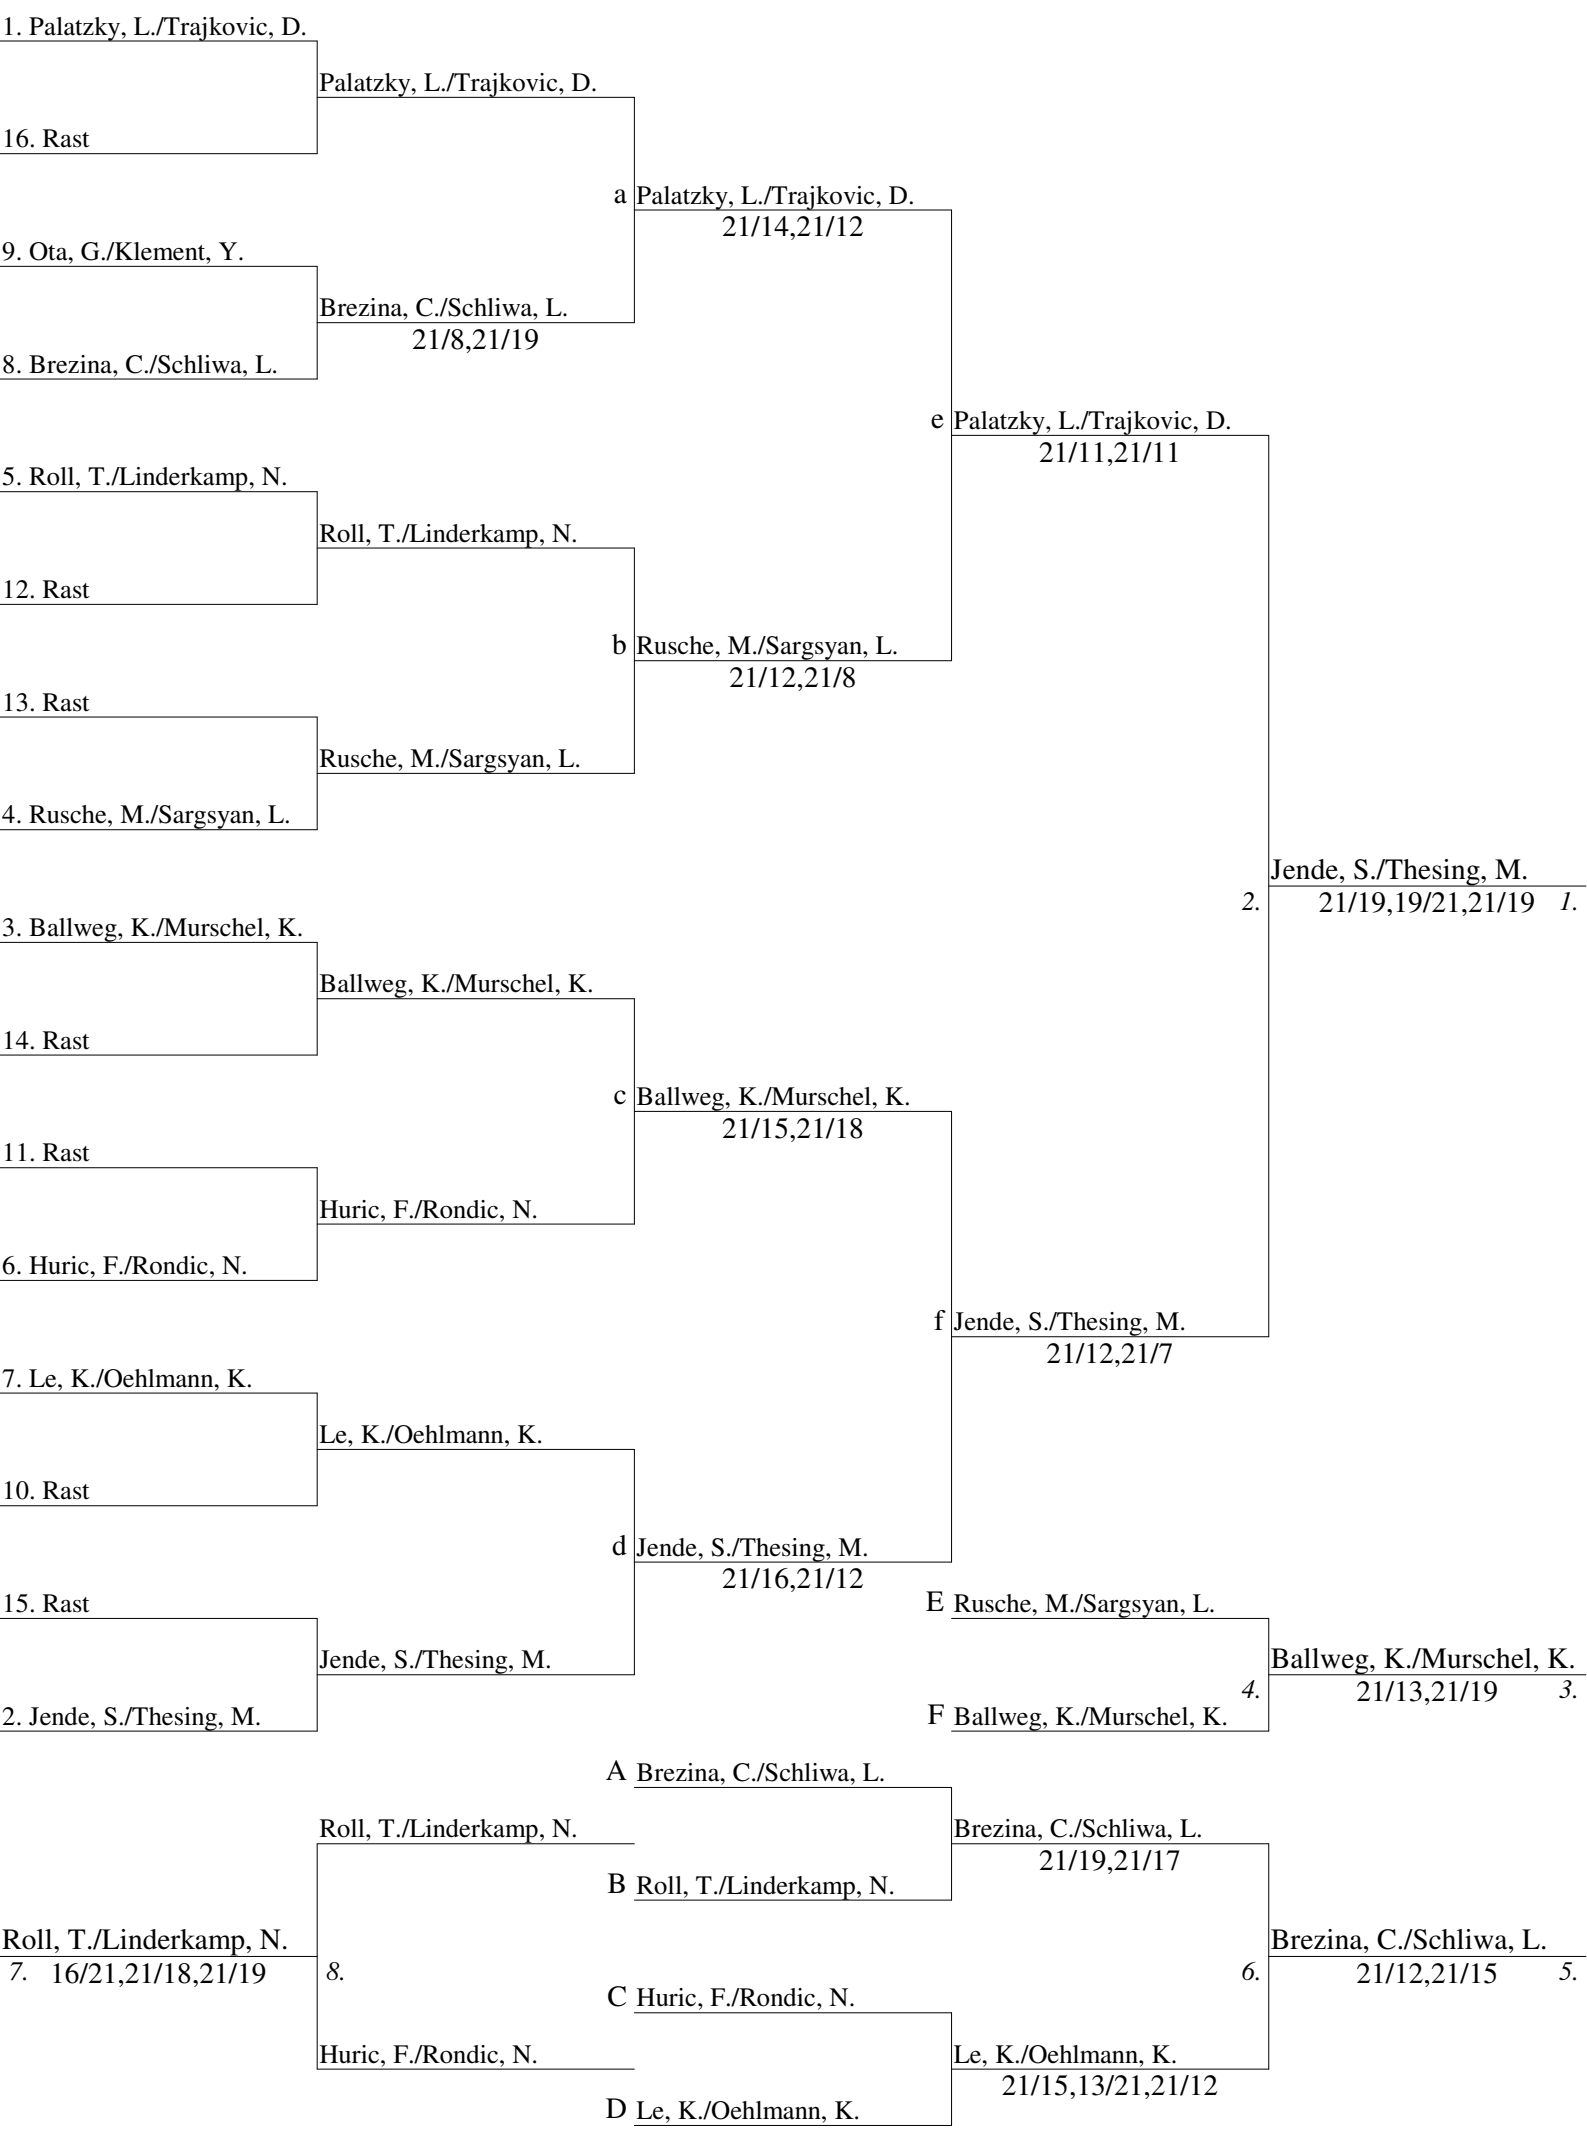 1. Palatzky, L./Trajkovic, D.
Palatzky, L./Trajkovic, D.
16. Rast
a Palatzky, L./Trajkovic, D.
21/14,21/12
9. Ota, G./Klement, Y.
Brezina, C./Schliwa, L.
21/8,21/19
8. Brezina, C./Schliwa, L.
e Palatzky, L./Trajkovic, D.
21/11,21/11
5. Roll, T./Linderkamp, N.
Roll, T./Linderkamp, N.
12. Rast
b Rusche, M./Sargsyan, L.
21/12,21/8
13. Rast
Rusche, M./Sargsyan, L.
4. Rusche, M./Sargsyan, L.
Jende, S./Thesing, M.
2. 21/19,19/21,21/19 1.
3. Ballweg, K./Murschel, K.
Ballweg, K./Murschel, K.
14. Rast
c Ballweg, K./Murschel, K.
21/15,21/18
11. Rast
Huric, F./Rondic, N.
6. Huric, F./Rondic, N.
f Jende, S./Thesing, M.
21/12,21/7
7. Le, K./Oehlmann, K.
Le, K./Oehlmann, K.
10. Rast
d Jende, S./Thesing, M.
21/16,21/12
15. Rast
E Rusche, M./Sargsyan, L.
Jende, S./Thesing, M.
Ballweg, K./Murschel, K.
4. 21/13,21/19 3.
2. Jende, S./Thesing, M.
F Ballweg, K./Murschel, K.
A Brezina, C./Schliwa, L.
Roll, T./Linderkamp, N.
Brezina, C./Schliwa, L.
21/19,21/17
B Roll, T./Linderkamp, N.
Roll, T./Linderkamp, N.
7. 16/21,21/18,21/19 8.
Brezina, C./Schliwa, L.
6. 21/12,21/15 5.
C Huric, F./Rondic, N.
Huric, F./Rondic, N.
Le, K./Oehlmann, K.
21/15,13/21,21/12
D Le, K./Oehlmann, K.